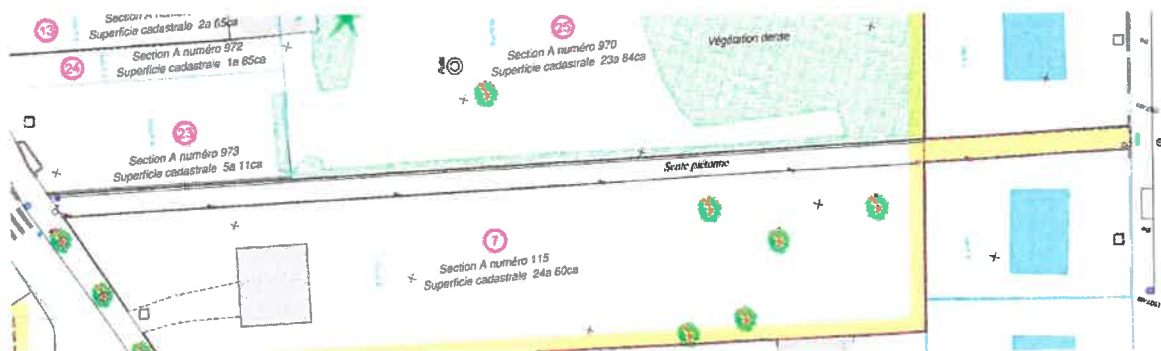 13
Superficie cadastrale 2a 65ca
24
Section A numéro 972
Superficie cadastrale 1a 85ca
25
Section A numéro 970
Superficie cadastrale 23a 84ca
Végétation dense
23
Section A numéro 973
Superficie cadastrale 5a 11ca
Sente piétonne
7
Section A numéro 115
Superficie cadastrale 24a 60ca